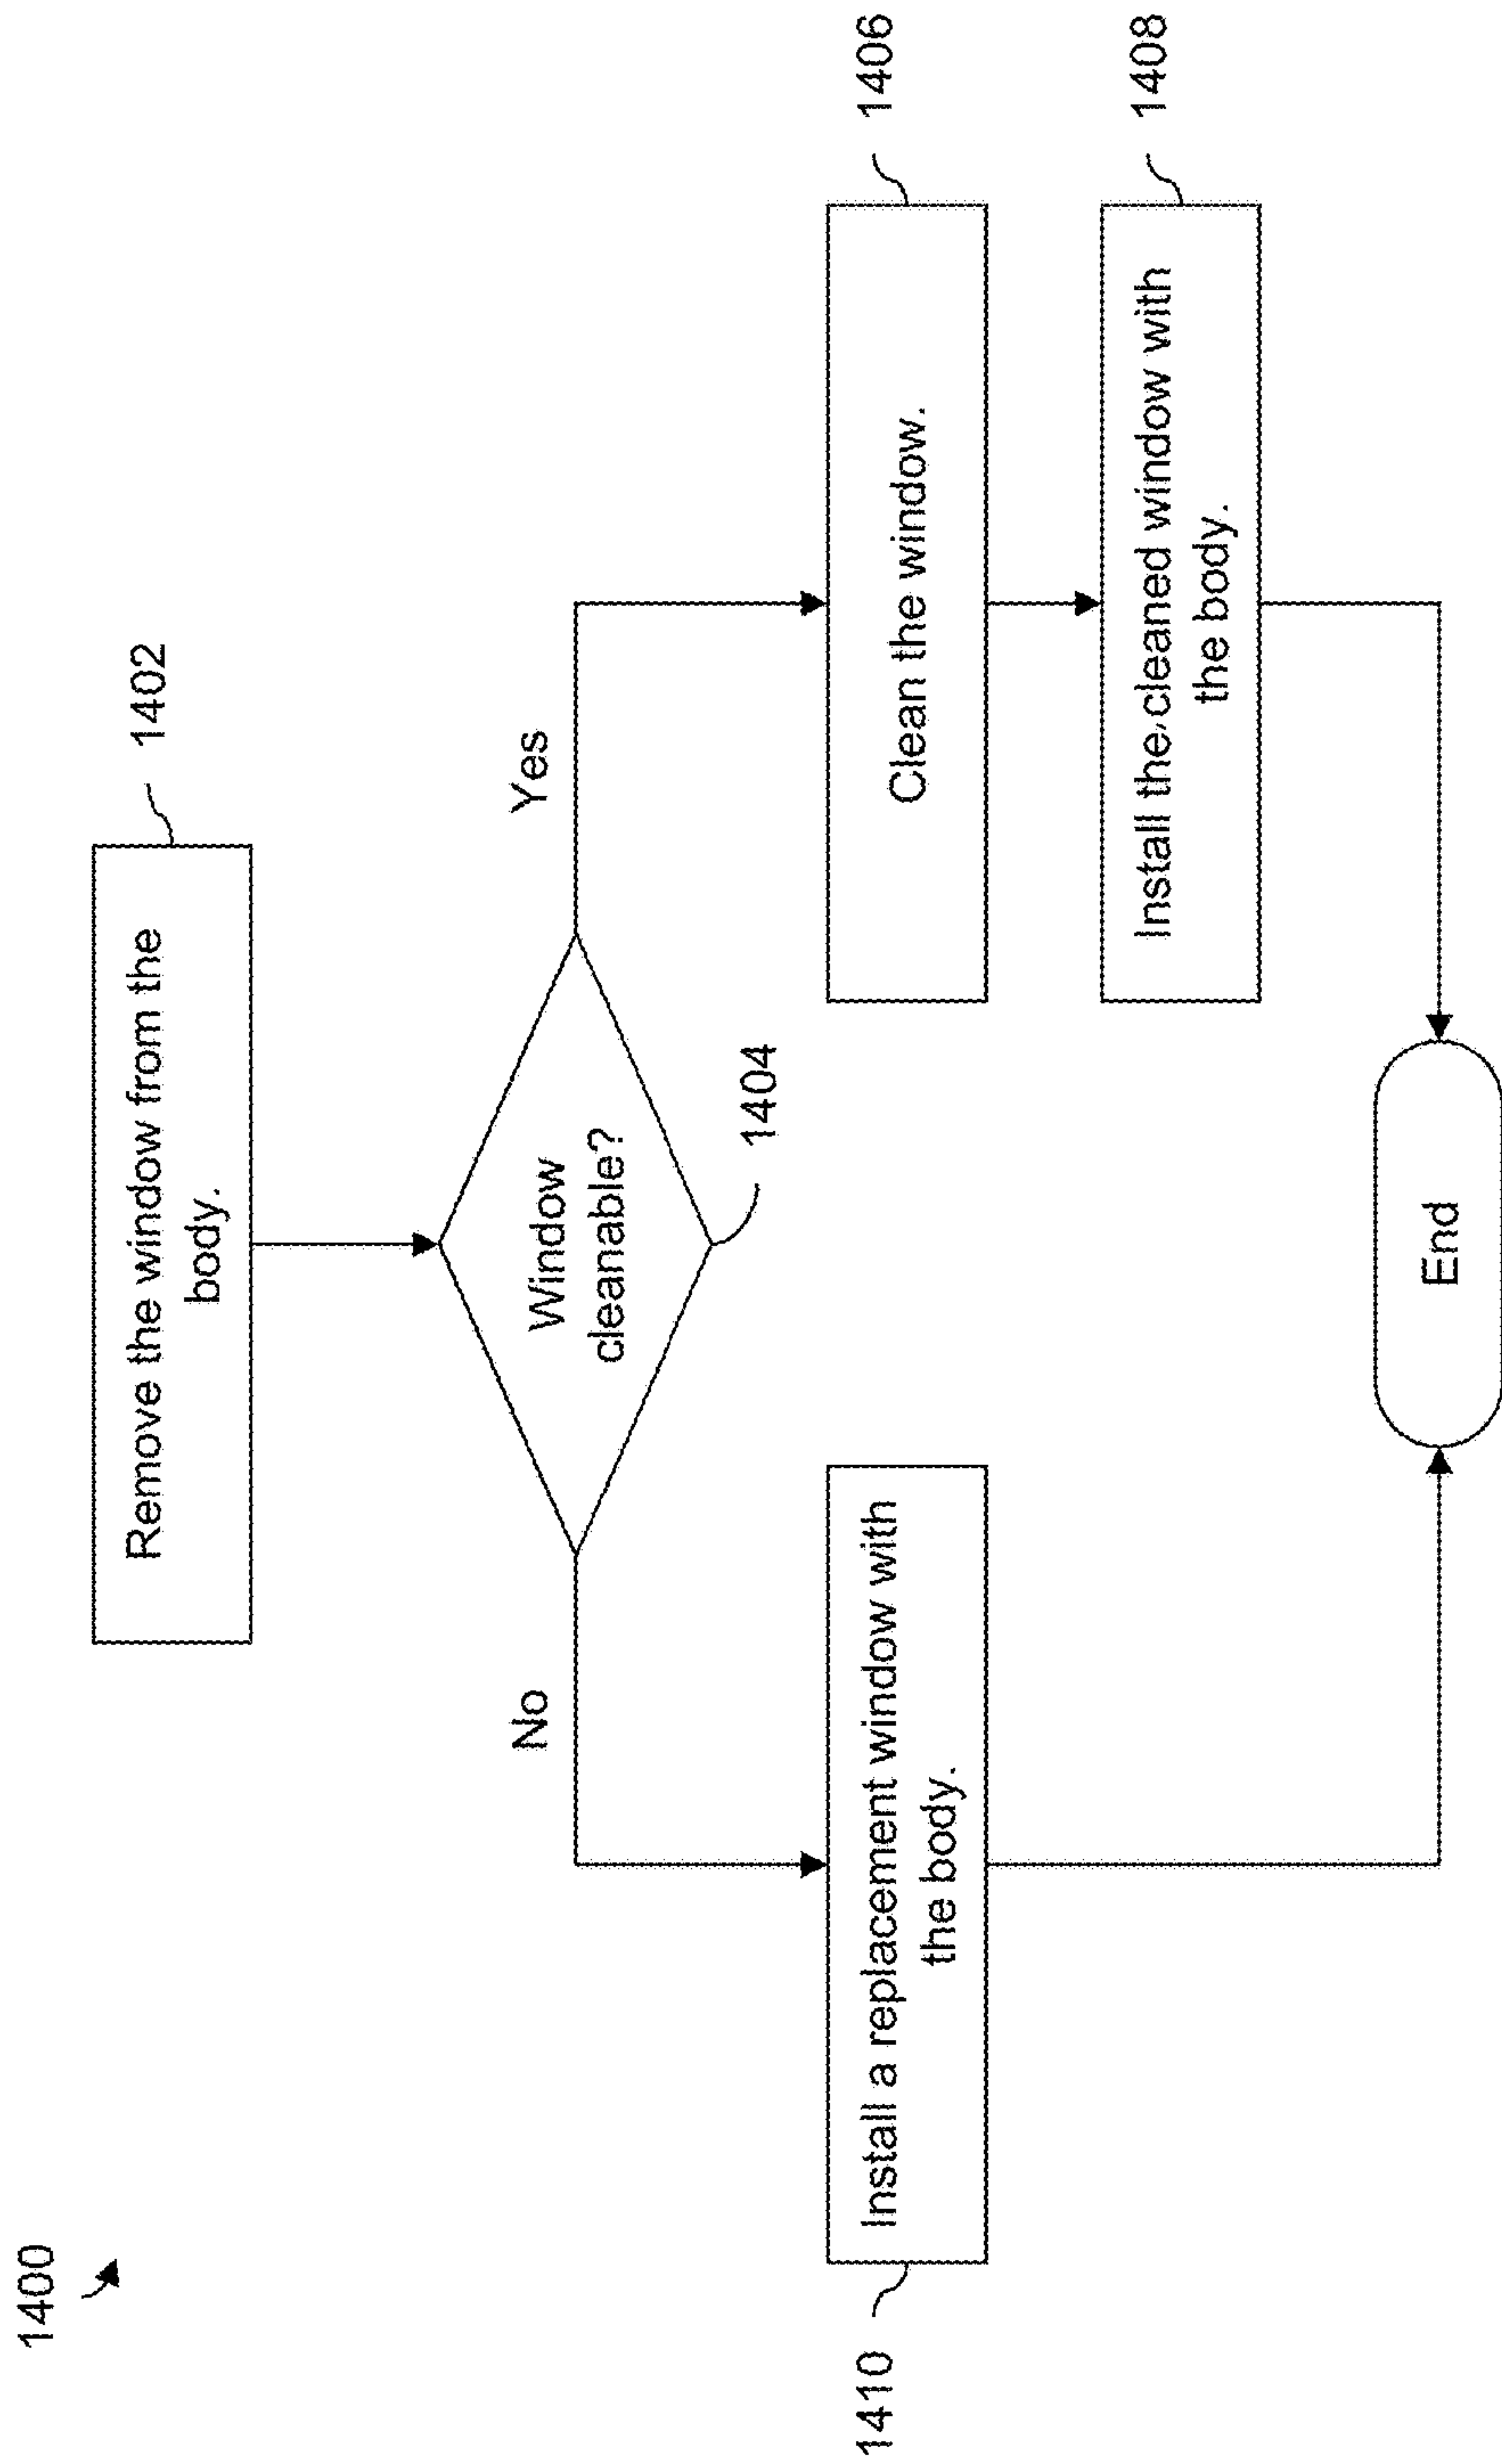 1400
Remove the window from the
body.
1402
Window
cleanable?
1404
No
Yes
Install a replacement window with
the body.
1410
Clean the window.
1406
Install the cleaned window with
the body.
1408
End